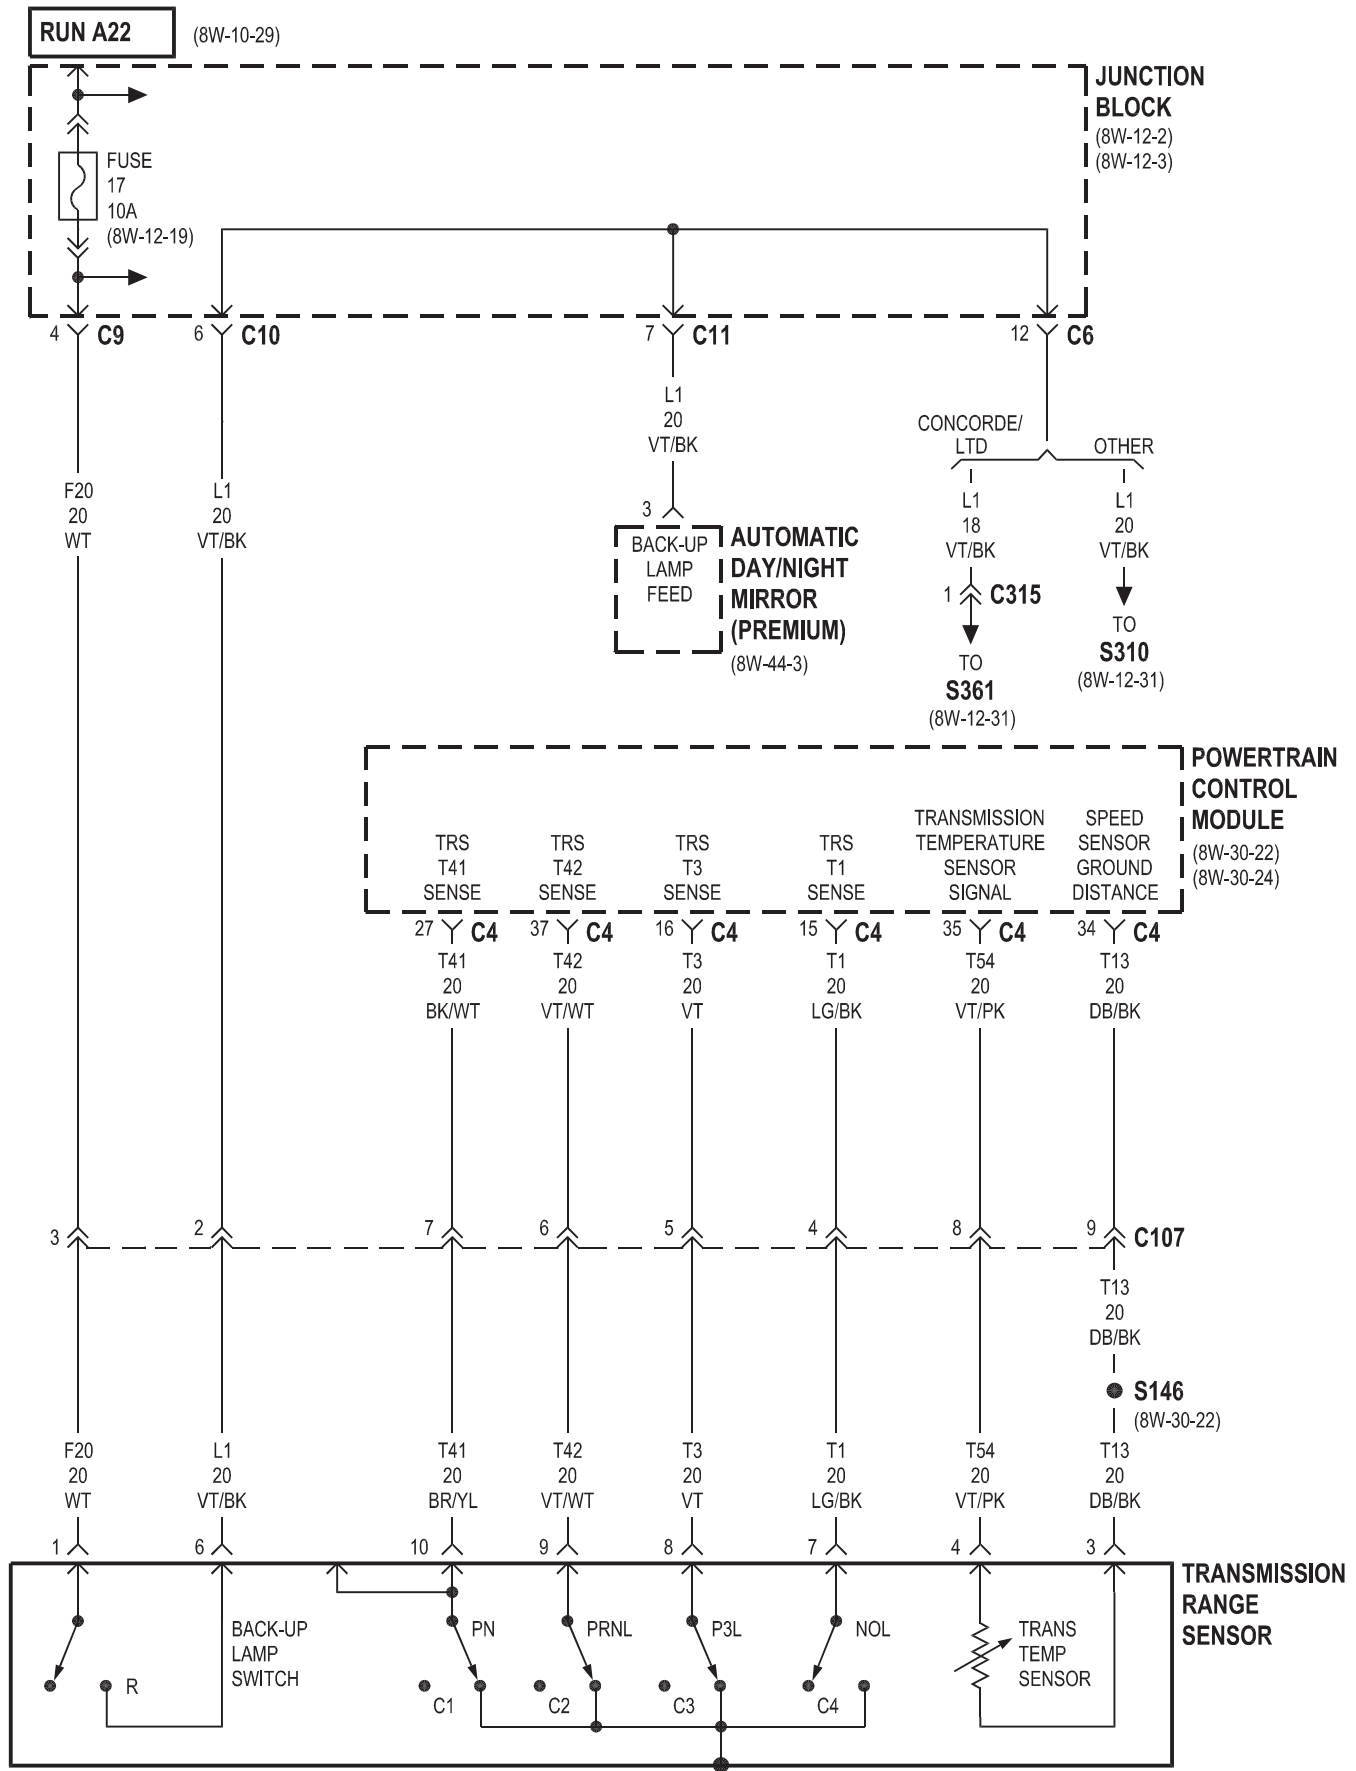 RUN A22 (8W-10-29)
JUNCTION
BLOCK
(8W-12-2)
(8W-12-3)
FUSE
17
10A
(8W-12-19)
4 C9 6 C10 7 C11 12 C6
L1
20
VT/BK
CONCORDE/
LTD
OTHER
F20
20
WT
L1
20
VT/BK
3
BACK-UP
LAMP
FEED
AUTOMATIC
DAY/NIGHT
MIRROR
(PREMIUM)
(8W-44-3)
L1
18
VT/BK
1 C315
TO
S361
(8W-12-31)
L1
20
VT/BK
TO
S310
(8W-12-31)
POWERTRAIN
CONTROL
MODULE
(8W-30-22)
(8W-30-24)
TRS
T41
SENSE
TRS
T42
SENSE
TRS
T3
SENSE
TRS
T1
SENSE
TRANSMISSION
TEMPERATURE
SENSOR
SIGNAL
SPEED
SENSOR
GROUND
DISTANCE
27 C4 37 C4 16 C4 15 C4 35 C4 34 C4
T41 T42 T3 T1 T54 T13
20 20 20 20 20 20
BK/WT VT/WT VT LG/BK VT/PK DB/BK
3 2 7 6 5 4 8 9 C107
T13
20
DB/BK
S146
(8W-30-22)
F20 L1 T41 T42 T3 T1 T54 T13
20 20 20 20 20 20 20 20
WT VT/BK BR/YL VT/WT VT LG/BK VT/PK DB/BK
1 6 10 9 8 7 4 3
TRANSMISSION
RANGE
SENSOR
BACK-UP
LAMP
SWITCH
PN PRNL P3L NOL
TRANS
TEMP
SENSOR
R C1 C2 C3 C4